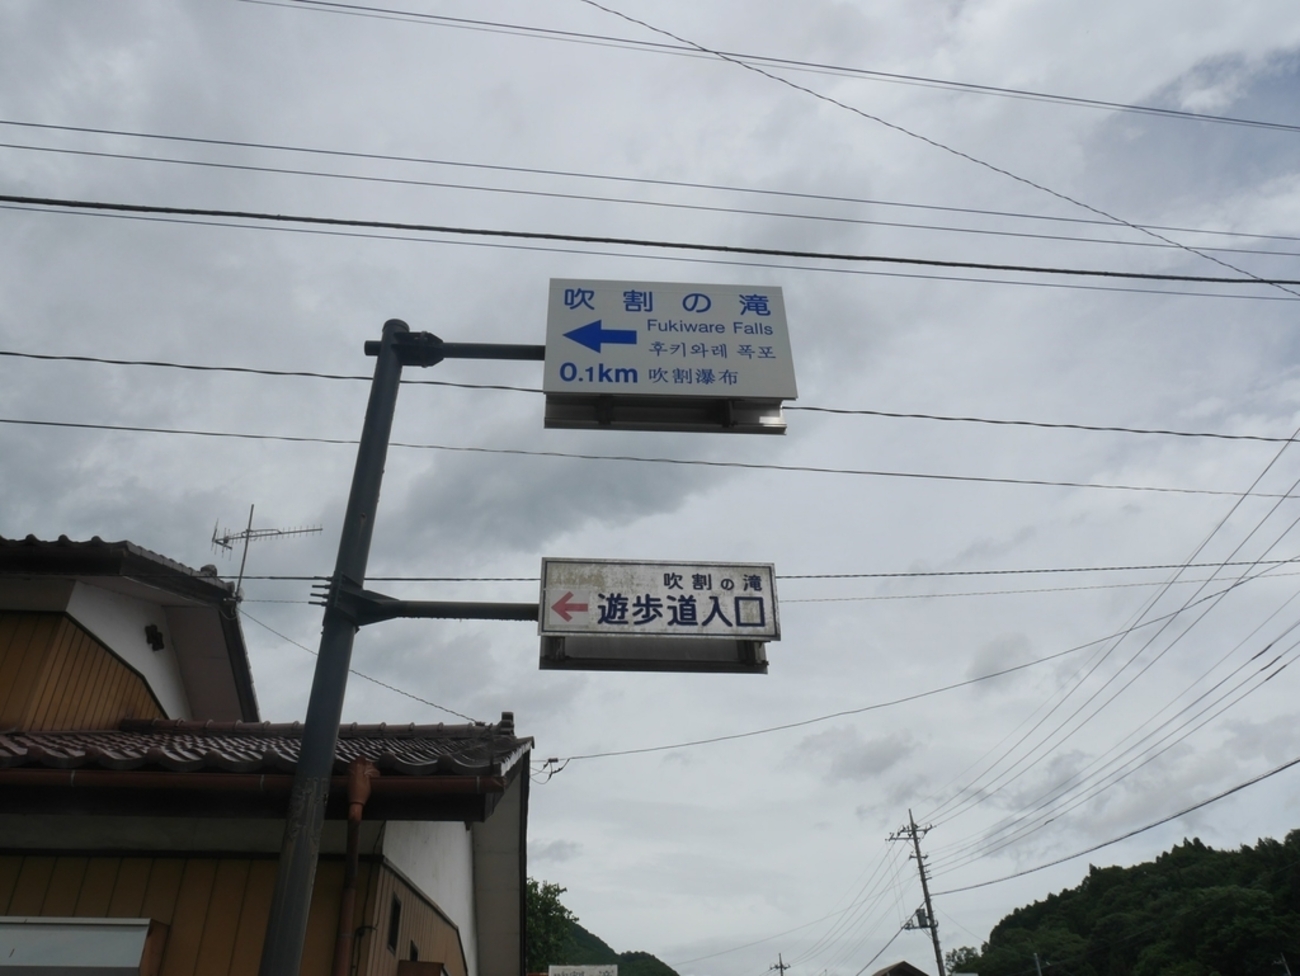 吹割の滝
Fukiware Falls
후키와레 폭포
0.1km 吹割瀑布
吹割の滝
遊歩道入口